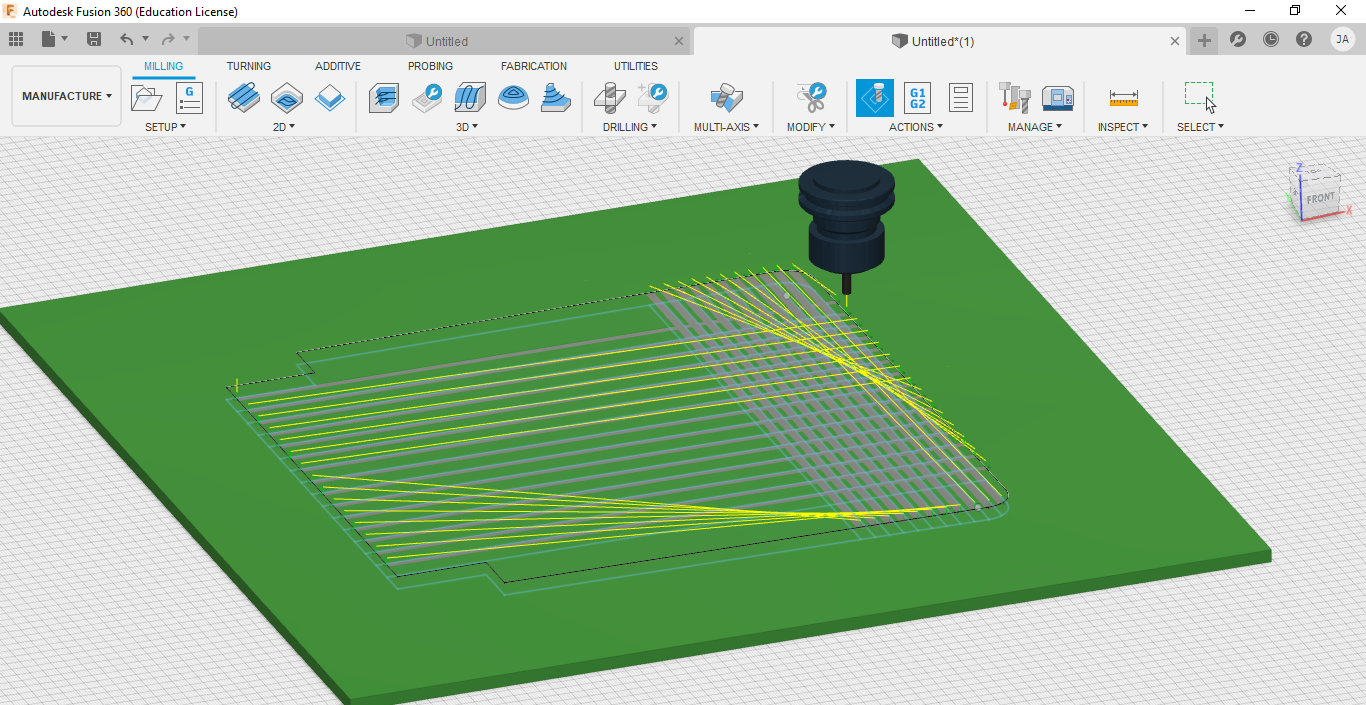 Autodesk Fusion 360 (Education License)
Untitled
Untitled*(1)
JA
MILLING TURNING ADDITIVE PROBING FABRICATION UTILITIES
MANUFACTURE
G
G1
G2
SETUP 2D 3D DRILLING MULTI-AXIS MODIFY ACTIONS MANAGE INSPECT SELECT
Z
FRONT
X